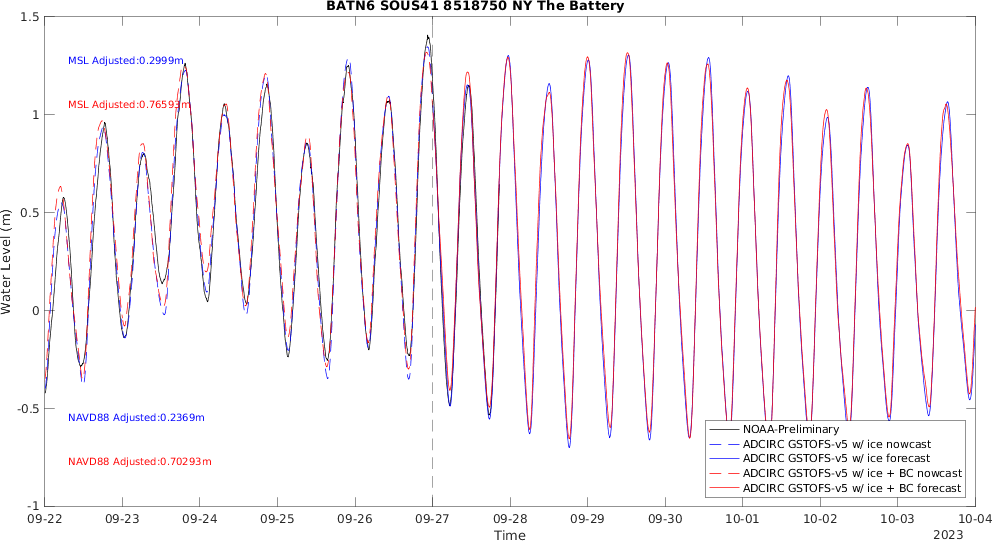 BATN6 SOUS41 8518750 NY The Battery
1.5
1
0.5
0
-0.5
-1
Water Level (m)
MSL Adjusted:0.2999m
MSL Adjusted:0.76593m
NAVD88 Adjusted:0.2369m
NAVD88 Adjusted:0.70293m
NOAA-Preliminary
ADCIRC GSTOFS-v5 w/ ice nowcast
ADCIRC GSTOFS-v5 w/ ice forecast
ADCIRC GSTOFS-v5 w/ ice + BC nowcast
ADCIRC GSTOFS-v5 w/ ice + BC forecast
09-22 09-23 09-24 09-25 09-26 09-27 09-28 09-29 09-30 10-01 10-02 10-03 10-04
Time
2023